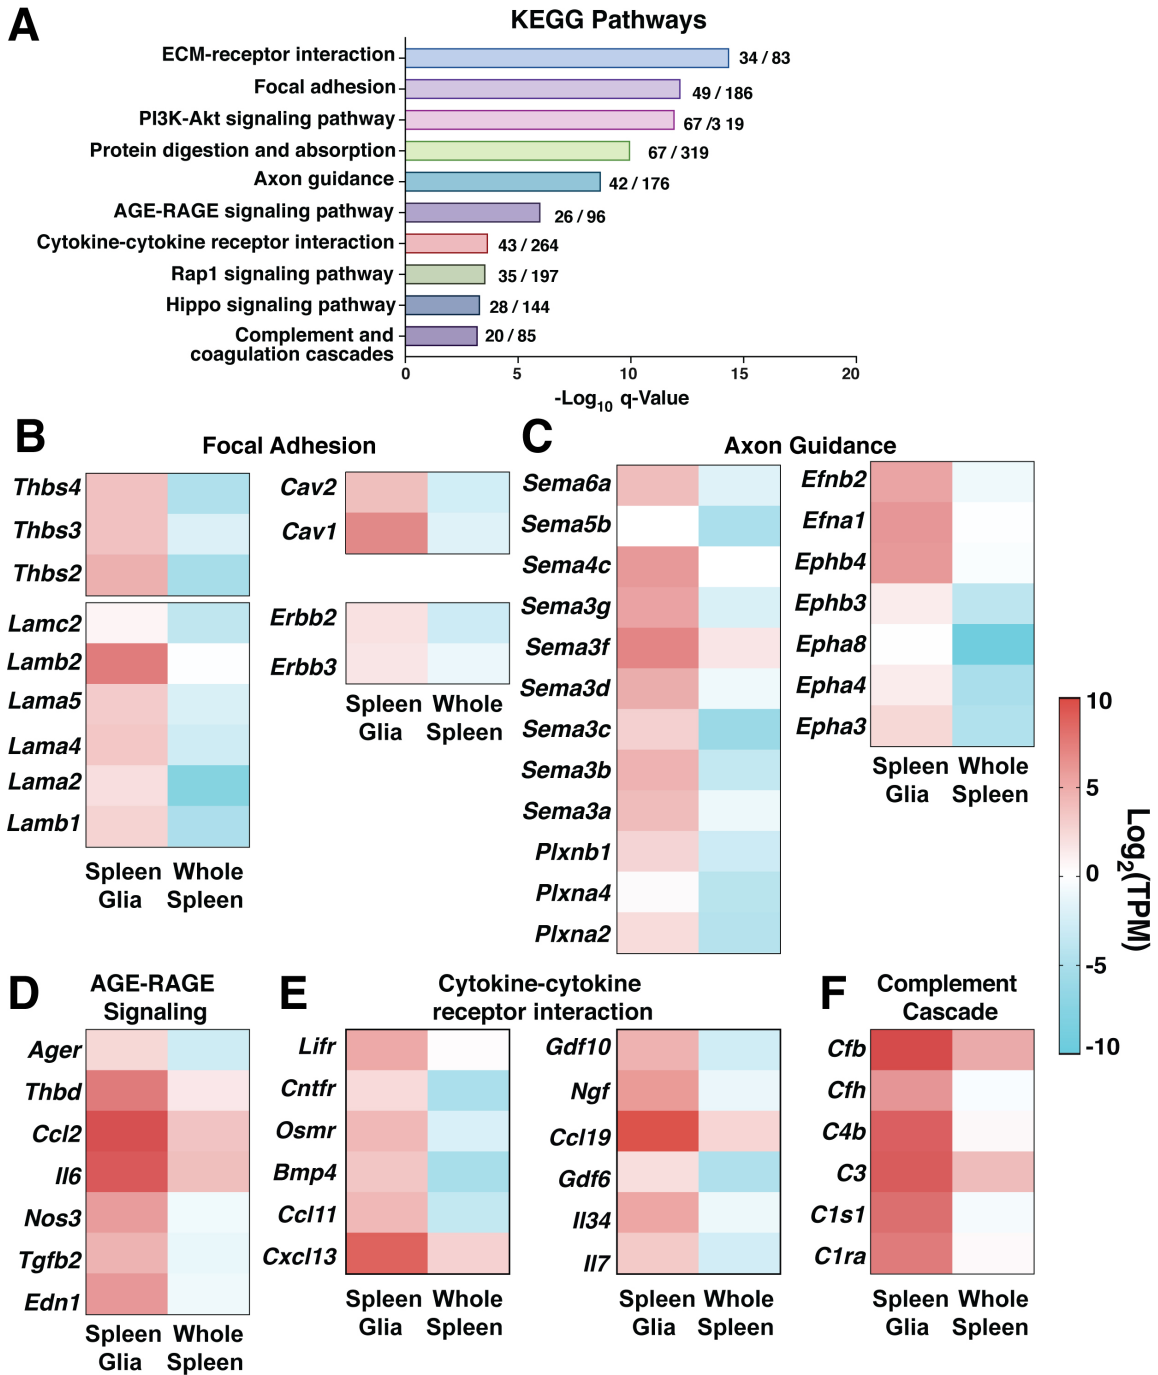 A
KEGG Pathways
ECM-receptor interaction
34 / 83
Focal adhesion
49 / 186
PI3K-Akt signaling pathway
67 /3 19
Protein digestion and absorption
67 / 319
Axon guidance
42 / 176
AGE-RAGE signaling pathway
26 / 96
Cytokine-cytokine receptor interaction
43 / 264
Rap1 signaling pathway
35 / 197
Hippo signaling pathway
28 / 144
Complement and
coagulation cascades
20 / 85
0 5 10 15 20
-Log10 q-Value
B
Focal Adhesion
Thbs4
Thbs3
Thbs2
Lamc2
Lamb2
Lama5
Lama4
Lama2
Lamb1
Spleen Whole
Glia Spleen
Cav2
Cav1
Erbb2
Erbb3
Spleen Whole
Glia Spleen
C
Axon Guidance
Sema6a
Sema5b
Sema4c
Sema3g
Sema3f
Sema3d
Sema3c
Sema3b
Sema3a
Plxnb1
Plxna4
Plxna2
Efnb2
Efna1
Ephb4
Ephb3
Epha8
Epha4
Epha3
Spleen Whole
Glia Spleen
10
5
0
-5
-10
Log2(TPM)
D
AGE-RAGE
Signaling
Ager
Thbd
Ccl2
Il6
Nos3
Tgfb2
Edn1
Spleen Whole
Glia Spleen
E
Cytokine-cytokine
receptor interaction
Lifr
Cntfr
Osmr
Bmp4
Ccl11
Cxcl13
Spleen Whole
Glia Spleen
Gdf10
Ngf
Ccl19
Gdf6
Il34
Il7
Spleen Whole
Glia Spleen
F
Complement
Cascade
Cfb
Cfh
C4b
C3
C1s1
C1ra
Spleen Whole
Glia Spleen